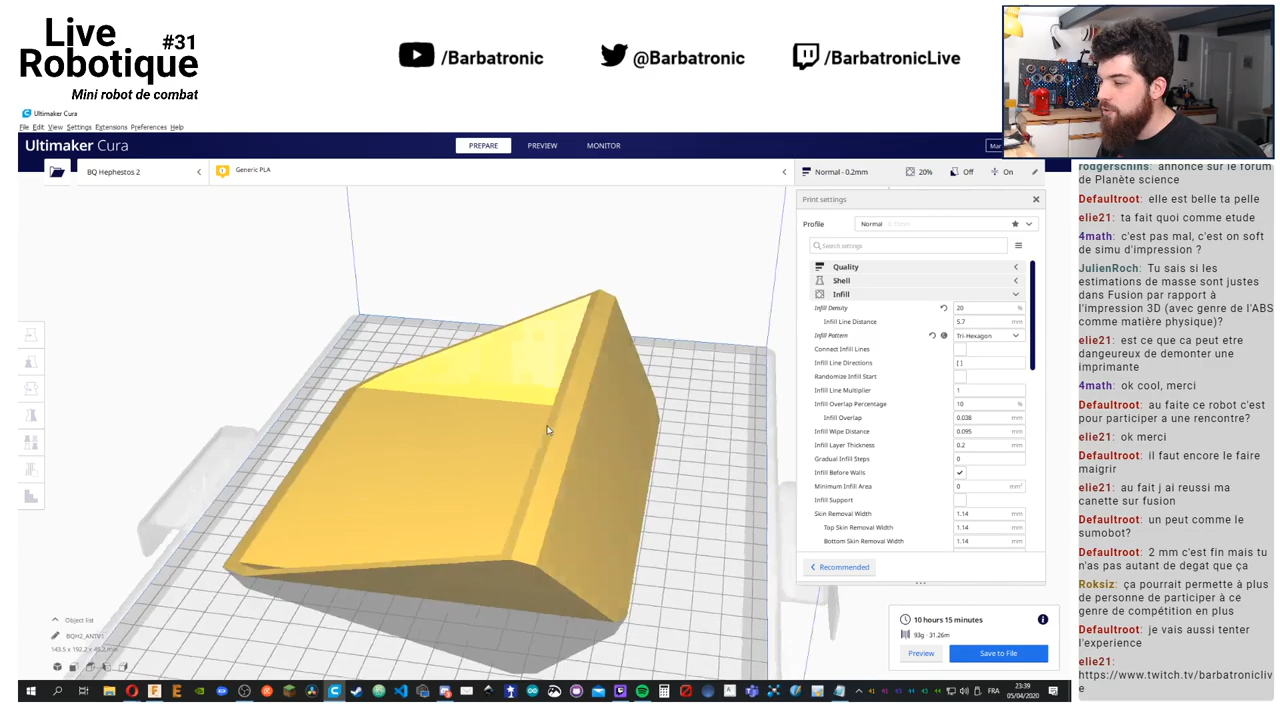 Live
Robotique #31
Mini robot de combat
/Barbatronic
@Barbatronic
/BarbatronicLive
Ultimaker Cura
File Edit View Settings Extensions Preferences Help
Ultimaker Cura
PREPARE
PREVIEW
MONITOR
Mar
BQ Hephestos 2
Generic PLA
Normal - 0.2mm
20%
Off
On
Print settings
Profile
Normal
Search settings
Quality
Shell
Infill
Infill Density 20 %
Infill Line Distance 5.7 mm
Infill Pattern Tri-Hexagon
Connect Infill Lines
Infill Line Directions [ ]
Randomize Infill Start
Infill Line Multiplier 1
Infill Overlap Percentage 10 %
Infill Overlap 0.038 mm
Infill Wipe Distance 0.095 mm
Infill Layer Thickness 0.2 mm
Gradual Infill Steps 0
Infill Before Walls
Minimum Infill Area 0 mm²
Infill Support
Skin Removal Width 1.14 mm
Top Skin Removal Width 1.14 mm
Bottom Skin Removal Width 1.14 mm
Recommended
Object list
143.5 x 192.2 x 45.2 mm
10 hours 15 minutes
93g · 31.26m
Preview
Save to File
rodgerschins: annonce sur le forum
de Planète science
Defaultroot: elle est belle ta pelle
elie21: ta fait quoi comme etude
4math: c'est pas mal, c'est on soft
de simu d'impression ?
JulienRoch: Tu sais si les
estimations de masse sont justes
dans Fusion par rapport à
l'impression 3D (avec genre de l'ABS
comme matière physique)?
elie21: est ce que ca peut etre
dangeureux de demonter une
imprimante
4math: ok cool, merci
Defaultroot: au faite ce robot c'est
pour participer a une rencontre?
elie21: ok merci
Defaultroot: il faut encore le faire
maigrir
elie21: au fait j ai reussi ma
canette sur fusion
Defaultroot: un peut comme le
sumobot?
Defaultroot: 2 mm c'est fin mais tu
n'as pas autant de degat que ça
Roksiz: ça pourrait permette à plus
de personne de participer à ce
genre de compétition en plus
Defaultroot: je vais aussi tenter
l'experience
elie21:
https://www.twitch.tv/barbatronicliv
e
FRA
23:39
05/04/2020